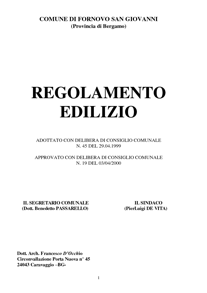 COMUNE DI FORNOVO SAN GIOVANNI
(Provincia di Bergamo)
REGOLAMENTO
EDILIZIO
ADOTTATO CON DELIBERA DI CONSIGLIO COMUNALE
N. 45 DEL 29.04.1999
APPROVATO CON DELIBERA DI CONSIGLIO COMUNALE
N. 19 DEL 03/04/2000
IL SEGRETARIO COMUNALE IL SINDACO
(Dott. Benedetto PASSARELLO) (PierLuigi DE VITA)
Dott. Arch. Francesco D'Occhio
Circonvallazione Porta Nuova n° 45
24043 Caravaggio -BG-
1